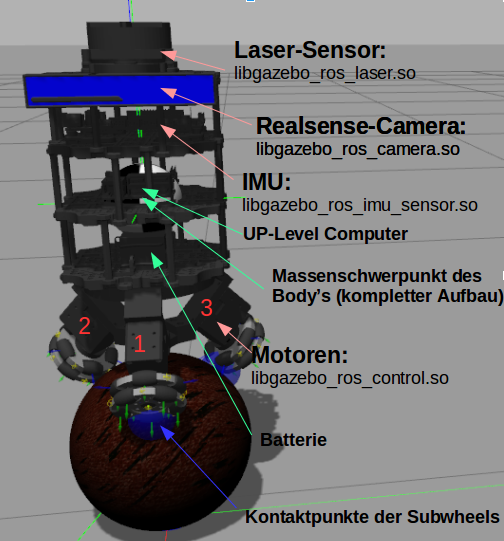 Laser-Sensor:
libgazebo_ros_laser.so
Realsense-Camera:
libgazebo_ros_camera.so
IMU:
libgazebo_ros_imu_sensor.so
UP-Level Computer
Massenschwerpunkt des
Body's (kompletter Aufbau)
3
2
1
Motoren:
libgazebo_ros_control.so
Batterie
Kontaktpunkte der Subwheels